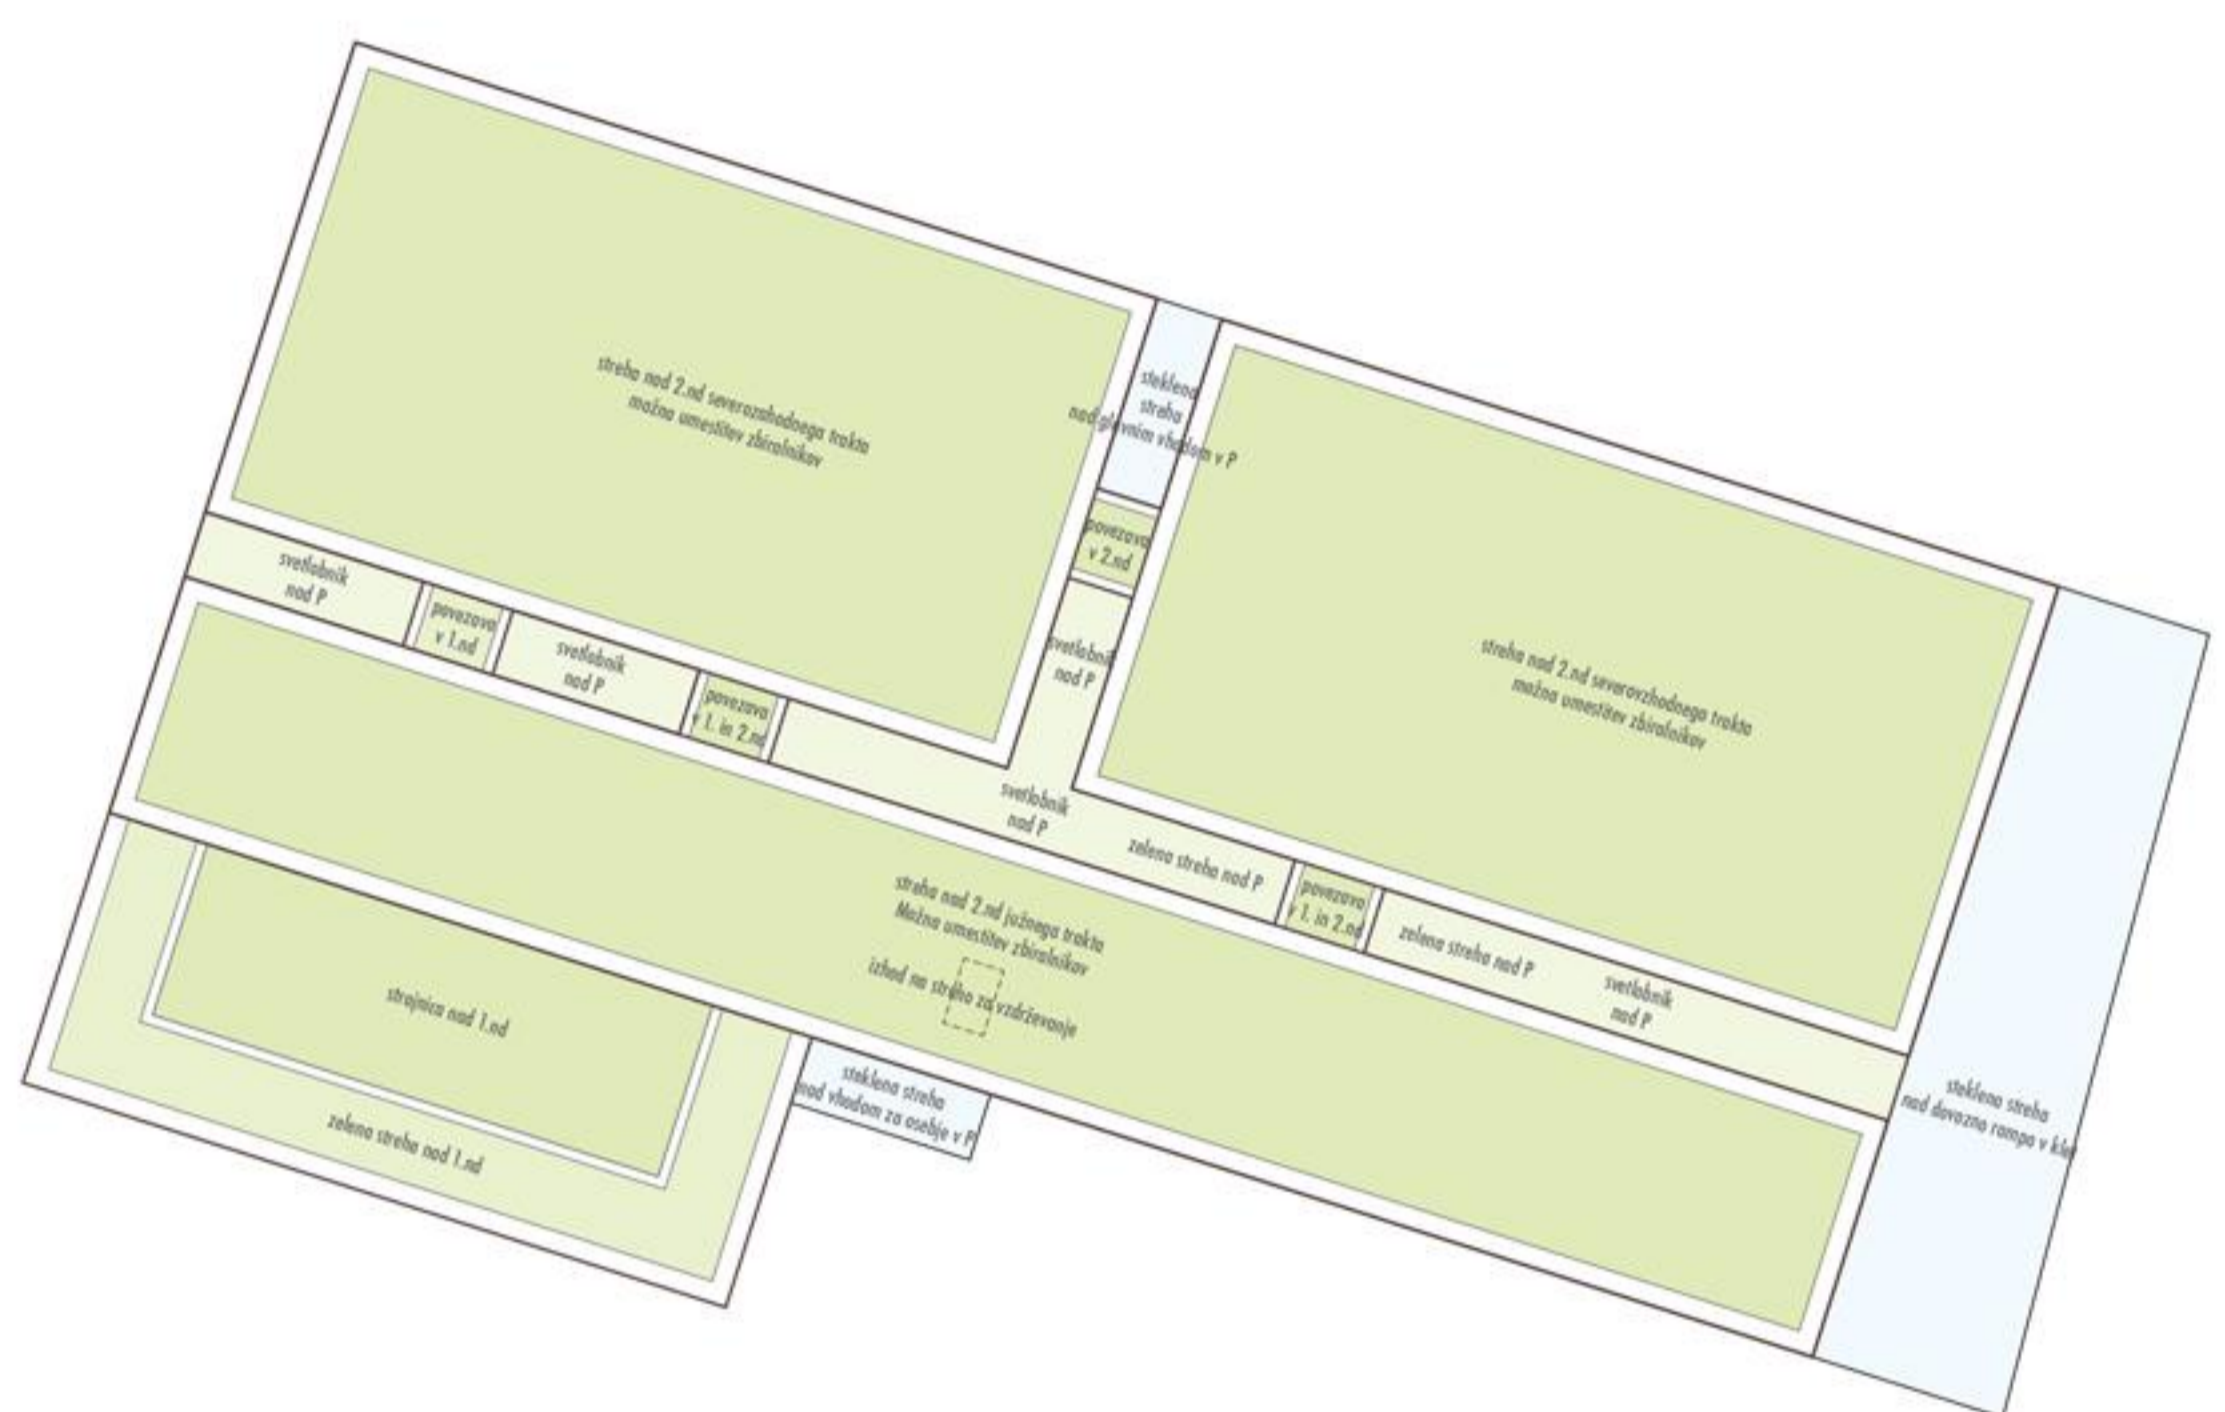 streha nad 2.nd severozahodnega trakta
možna umestitev zbiralnikov
steklena
streha
nad glavnim vhodom v P
povezava
v 2.nd
svetlobnik
nad P
streha nad 2.nd severovzhodnega trakta
možna umestitev zbiralnikov
svetlobnik
nad P
povezava
v 1.nd
svetlobnik
nad P
povezava
v 1. in 2.nd
svetlobnik
nad P
zelena streha nad P
povezava
v 1. in 2.nd
zelena streha nad P
svetlobnik
nad P
streha nad 2.nd južnega trakta
Možna umestitev zbiralnikov
izhod na streho za vzdrževanje
strojnica nad 1.nd
zelena streha nad 1.nd
steklena streha
nad vhodom za osebje v P
steklena streha
nad dovozno rampo v klet